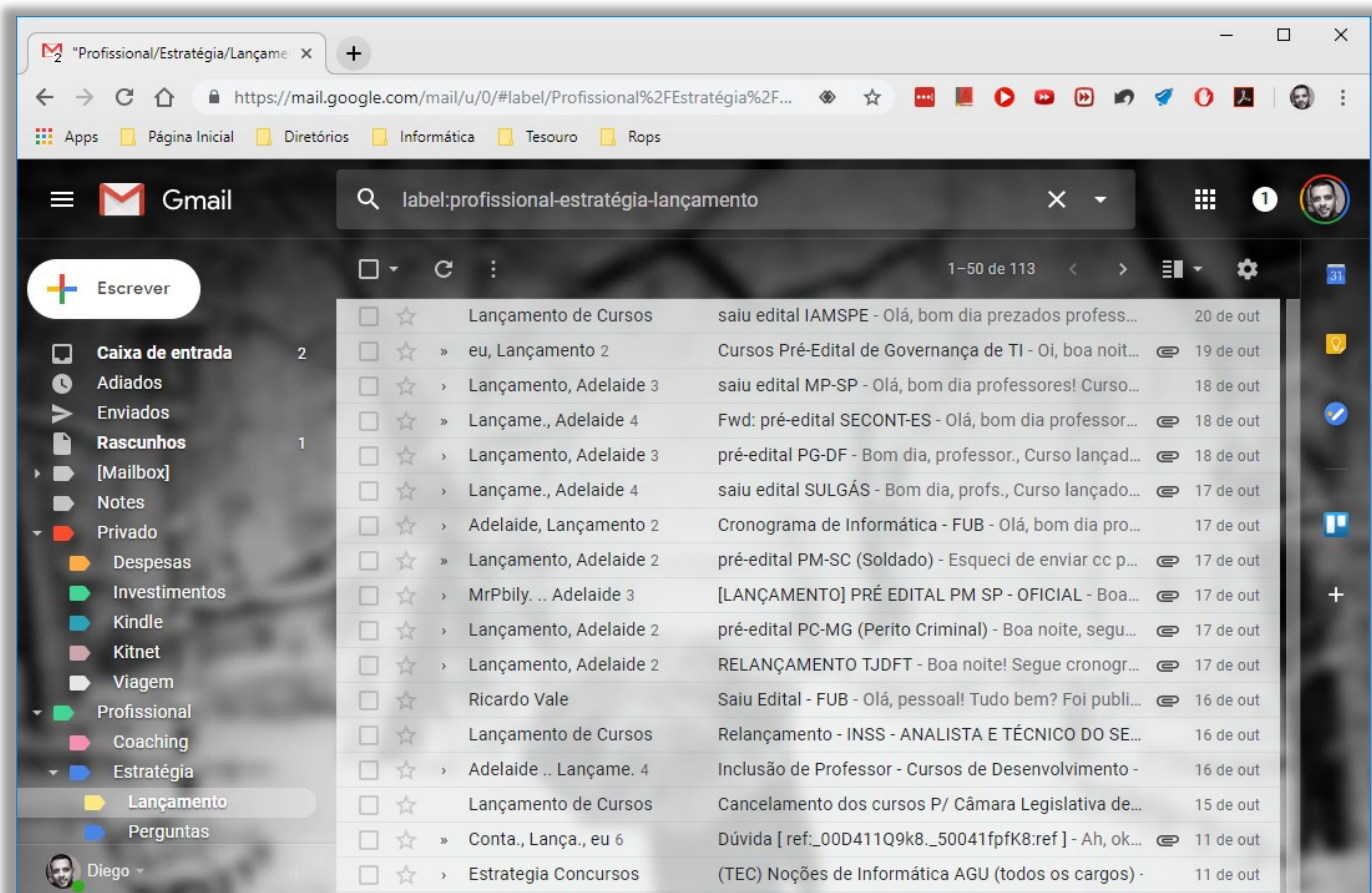 "Profissional/Estratégia/Lançame
https://mail.google.com/mail/u/0/#label/Profissional%2FEstratégia%2F...
Apps Página Inicial Diretórios Informática Tesouro Rops
Gmail
label:profissional-estratégia-lançamento
1
Escrever
1–50 de 113
31
Caixa de entrada 2
Adiados
Enviados
Rascunhos 1
[Mailbox]
Notes
Privado
Despesas
Investimentos
Kindle
Kitnet
Viagem
Profissional
Coaching
Estratégia
Lançamento
Perguntas
Diego
Lançamento de Cursos saiu edital IAMSPE - Olá, bom dia prezados profess... 20 de out
» eu, Lançamento 2 Cursos Pré-Edital de Governança de TI - Oi, boa noit... 19 de out
› Lançamento, Adelaide 3 saiu edital MP-SP - Olá, bom dia professores! Curso... 18 de out
» Lançame., Adelaide 4 Fwd: pré-edital SECONT-ES - Olá, bom dia professor... 18 de out
› Lançamento, Adelaide 3 pré-edital PG-DF - Bom dia, professor., Curso lançad... 18 de out
› Lançame., Adelaide 4 saiu edital SULGÁS - Bom dia, profs., Curso lançado... 17 de out
› Adelaide, Lançamento 2 Cronograma de Informática - FUB - Olá, bom dia pro... 17 de out
» Lançamento, Adelaide 2 pré-edital PM-SC (Soldado) - Esqueci de enviar cc p... 17 de out
› MrPbily. .. Adelaide 3 [LANÇAMENTO] PRÉ EDITAL PM SP - OFICIAL - Boa... 17 de out
› Lançamento, Adelaide 2 pré-edital PC-MG (Perito Criminal) - Boa noite, segu... 17 de out
› Lançamento, Adelaide 2 RELANÇAMENTO TJDFT - Boa noite! Segue cronogr... 17 de out
Ricardo Vale Saiu Edital - FUB - Olá, pessoal! Tudo bem? Foi publi... 16 de out
Lançamento de Cursos Relançamento - INSS - ANALISTA E TÉCNICO DO SE... 16 de out
› Adelaide .. Lançame. 4 Inclusão de Professor - Cursos de Desenvolvimento - 16 de out
Lançamento de Cursos Cancelamento dos cursos P/ Câmara Legislativa de... 15 de out
» Conta., Lança., eu 6 Dúvida [ ref:_00D411Q9k8._50041fpfK8:ref ] - Ah, ok... 11 de out
› Estrategia Concursos (TEC) Noções de Informática AGU (todos os cargos) - 11 de out